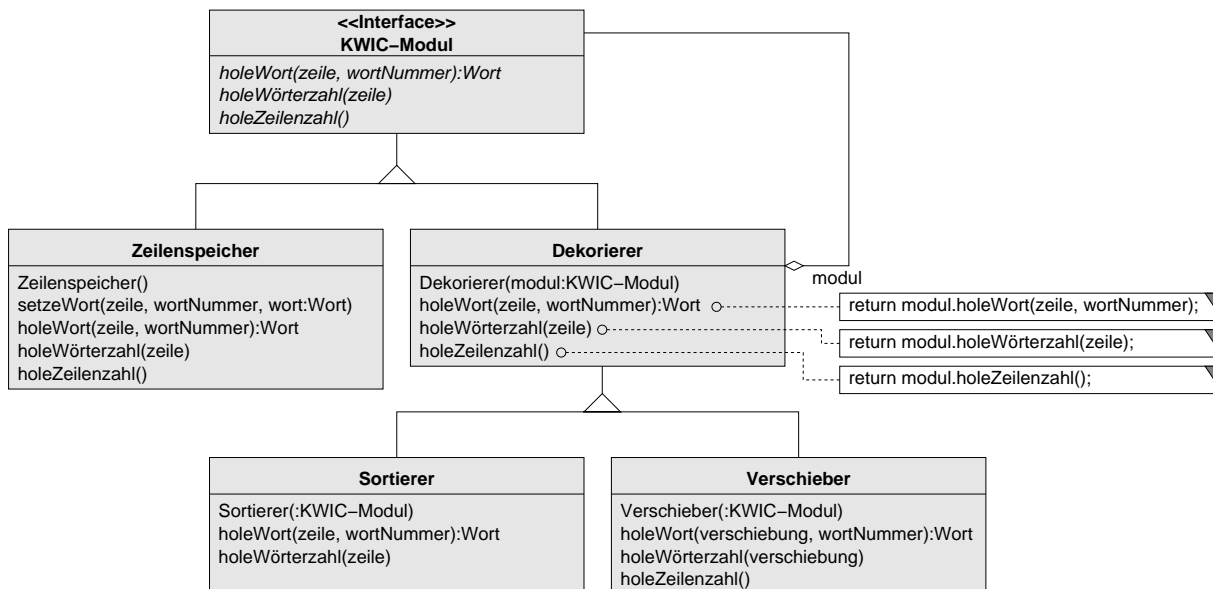 <<Interface>>
KWIC−Modul
holeWort(zeile, wortNummer):Wort
holeWörterzahl(zeile)
holeZeilenzahl()
Zeilenspeicher
Zeilenspeicher()
setzeWort(zeile, wortNummer, wort:Wort)
holeWort(zeile, wortNummer):Wort
holeWörterzahl(zeile)
holeZeilenzahl()
Dekorierer
Dekorierer(modul:KWIC−Modul)
holeWort(zeile, wortNummer):Wort
holeWörterzahl(zeile)
holeZeilenzahl()
modul
return modul.holeWort(zeile, wortNummer);
return modul.holeWörterzahl(zeile);
return modul.holeZeilenzahl();
Sortierer
Sortierer(:KWIC−Modul)
holeWort(zeile, wortNummer):Wort
holeWörterzahl(zeile)
Verschieber
Verschieber(:KWIC−Modul)
holeWort(verschiebung, wortNummer):Wort
holeWörterzahl(verschiebung)
holeZeilenzahl()